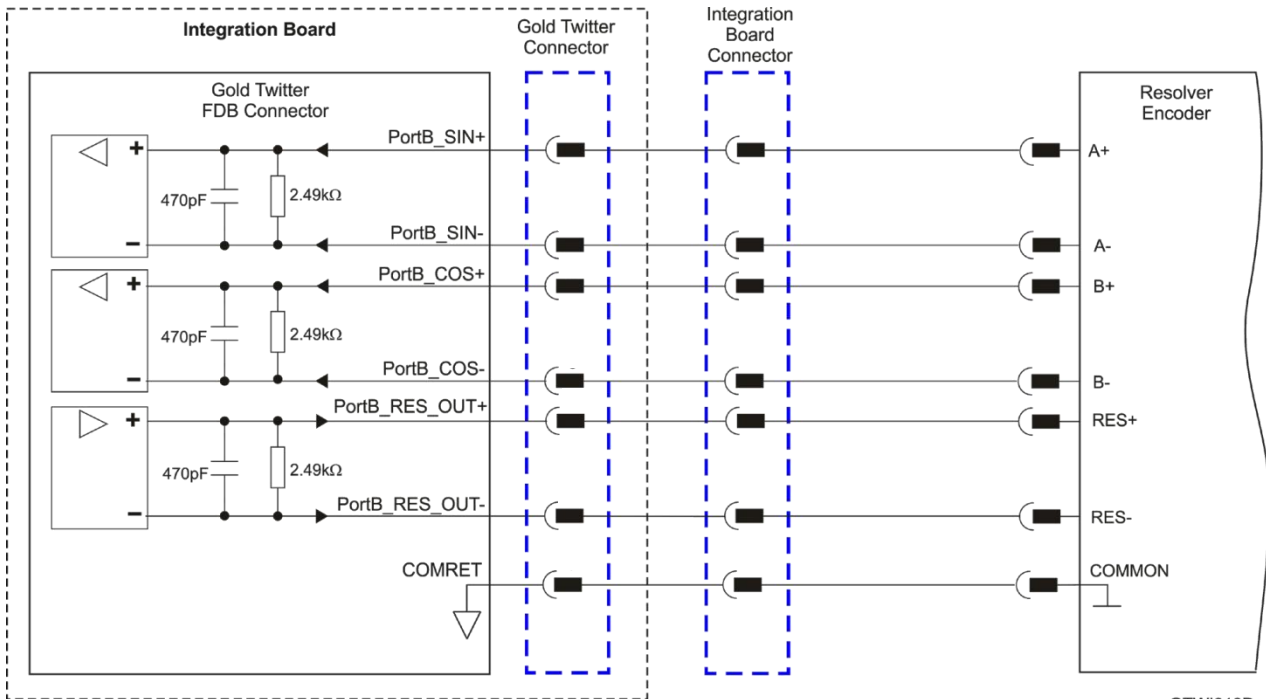 Integration Board
Gold Twitter
Connector
Integration
Board
Connector
Gold Twitter
FDB Connector
Resolver
Encoder
+
PortB_SIN+
A+
470pF
2.49kΩ
−
PortB_SIN-
A-
+
PortB_COS+
B+
470pF
2.49kΩ
−
PortB_COS-
B-
+
PortB_RES_OUT+
RES+
470pF
2.49kΩ
−
PortB_RES_OUT-
RES-
COMRET
COMMON